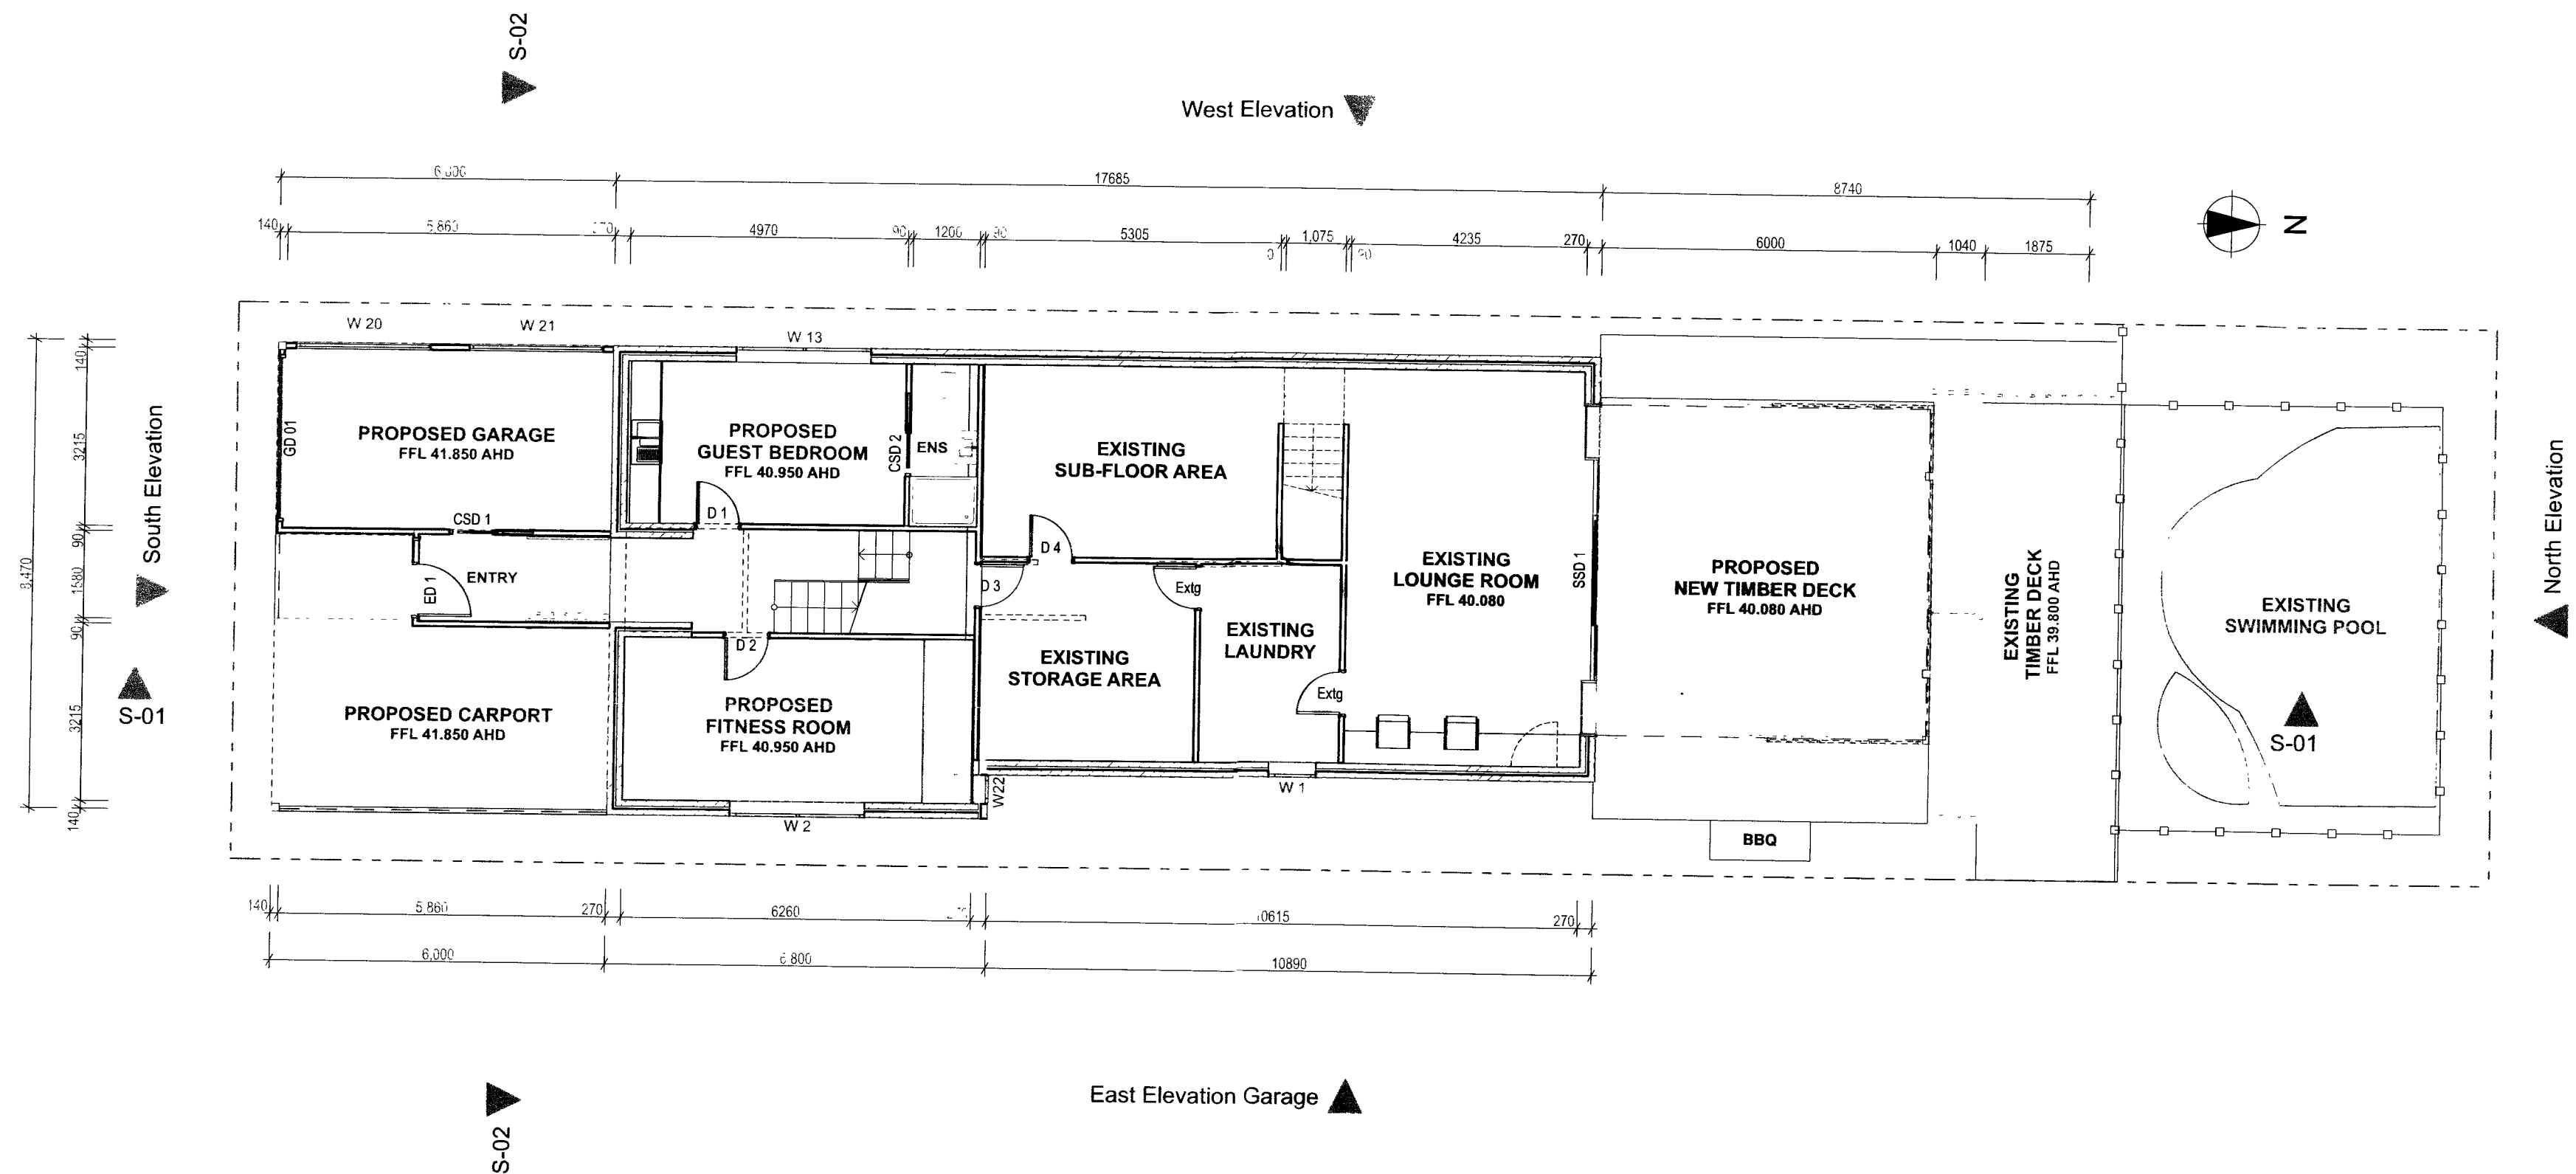 S-02
West Elevation
17685
8740
140
4970
1200
5305
1,075
4235
270
6000
1040
1875
N
W 20
W 21
W 13
140
3215
90
1580
90
3215
140
South Elevation
S-01
GD 01
PROPOSED GARAGE
FFL 41.850 AHD
CSD 1
ED 1
ENTRY
PROPOSED CARPORT
FFL 41.850 AHD
PROPOSED
GUEST BEDROOM
FFL 40.950 AHD
CSD 2
ENS
D 1
D 2
PROPOSED
FITNESS ROOM
FFL 40.950 AHD
W 2
W22
EXISTING
SUB-FLOOR AREA
D 4
D 3
Extg
EXISTING
STORAGE AREA
EXISTING
LAUNDRY
Extg
W 1
EXISTING
LOUNGE ROOM
FFL 40.080
SSD 1
PROPOSED
NEW TIMBER DECK
FFL 40.080 AHD
BBQ
EXISTING
TIMBER DECK
FFL 39.800 AHD
EXISTING
SWIMMING POOL
S-01
North Elevation
140
5,860
270
6260
270
6,000
10890
East Elevation Garage
S-02